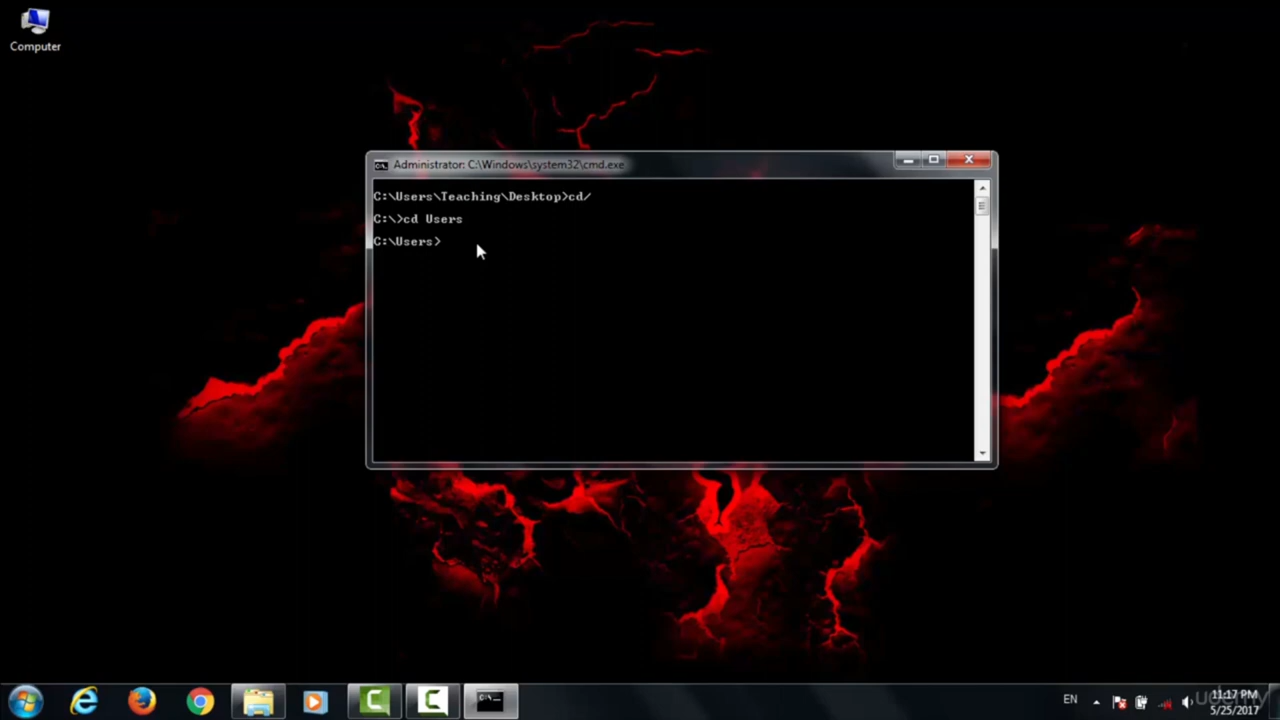 Computer
Administrator: C:\Windows\system32\cmd.exe
C:\Users\Teaching\Desktop>cd/
C:\>cd Users
C:\Users>
EN
11:17 PM
5/25/2017
udemy